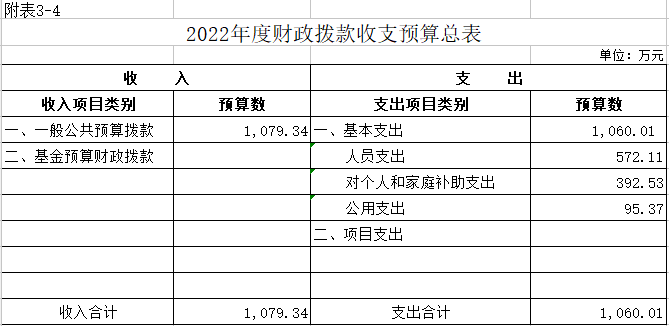 附表3-4
2022年度财政拨款收支预算总表
单位：万元
收 入 支 出
收入项目类别 预算数 支出项目类别 预算数
一、一般公共预算拨款 1,079.34 一、基本支出 1,060.01
二、基金预算财政拨款 人员支出 572.11
对个人和家庭补助支出 392.53
公用支出 95.37
二、项目支出
收入合计 1,079.34 支出合计 1,060.01